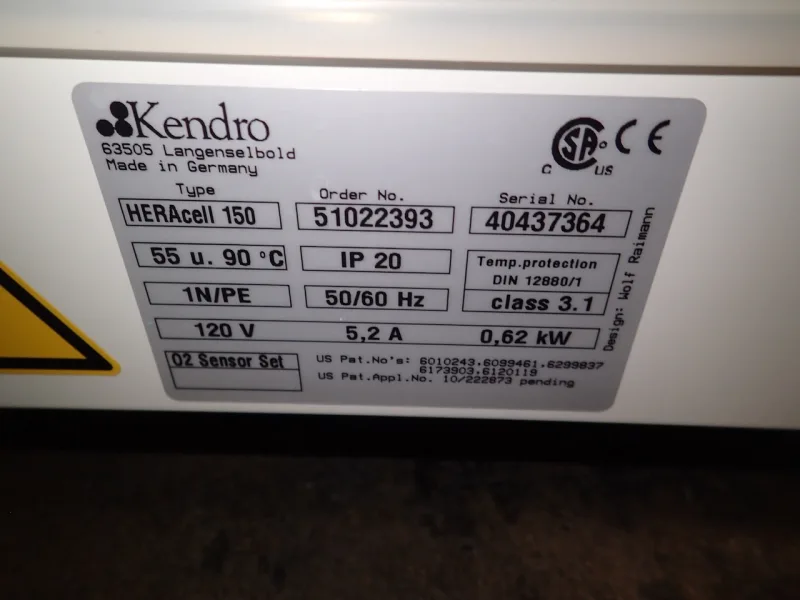 Kendro
63505 Langenselbold
Made in Germany
CSA
C US
CE
Type
HERAcell 150
Order No.
51022393
Serial No.
40437364
55 u. 90 °C
IP 20
Temp.protection
DIN 12880/1
class 3.1
1N/PE
50/60 Hz
120 V 5,2 A 0,62 kW
O2 Sensor Set
US Pat.No's: 6010243.6099461.6299837
6173903.6120119
US Pat.Appl.No. 10/222873 pending
Design: Wolf Raimann